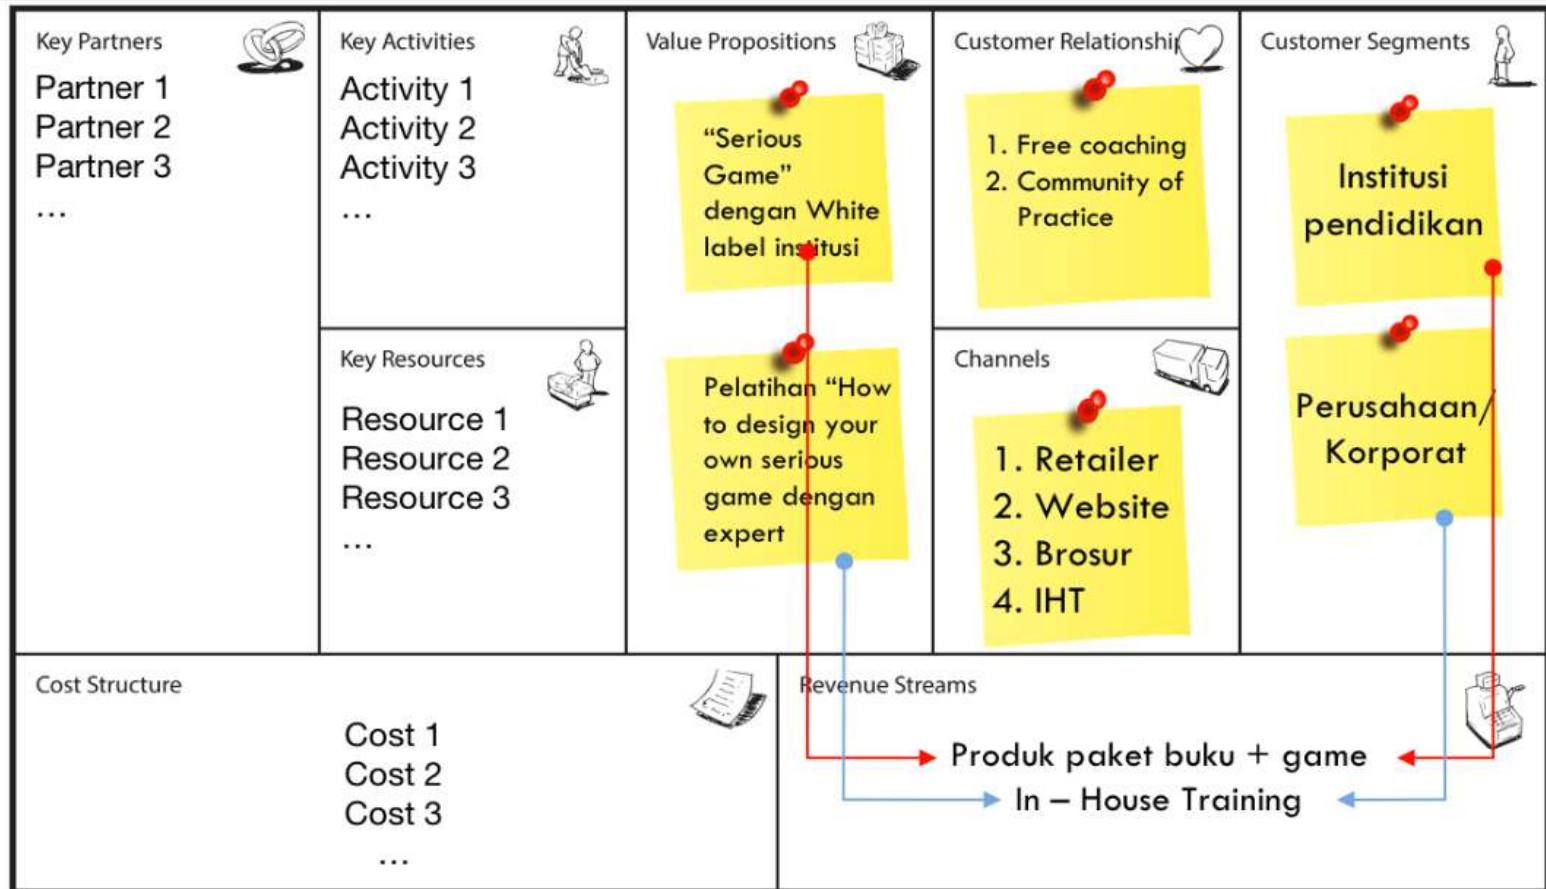 Key Partners
Partner 1
Partner 2
Partner 3
...
Key Activities
Activity 1
Activity 2
Activity 3
...
Key Resources
Resource 1
Resource 2
Resource 3
...
Value Propositions
“Serious
Game”
dengan White
label institusi
Pelatihan “How
to design your
own serious
game dengan
expert
Customer Relationship
1. Free coaching
2. Community of
Practice
Channels
1. Retailer
2. Website
3. Brosur
4. IHT
Customer Segments
Institusi
pendidikan
Perusahaan/
Korporat
Cost Structure
Cost 1
Cost 2
Cost 3
...
Revenue Streams
Produk paket buku + game
In – House Training